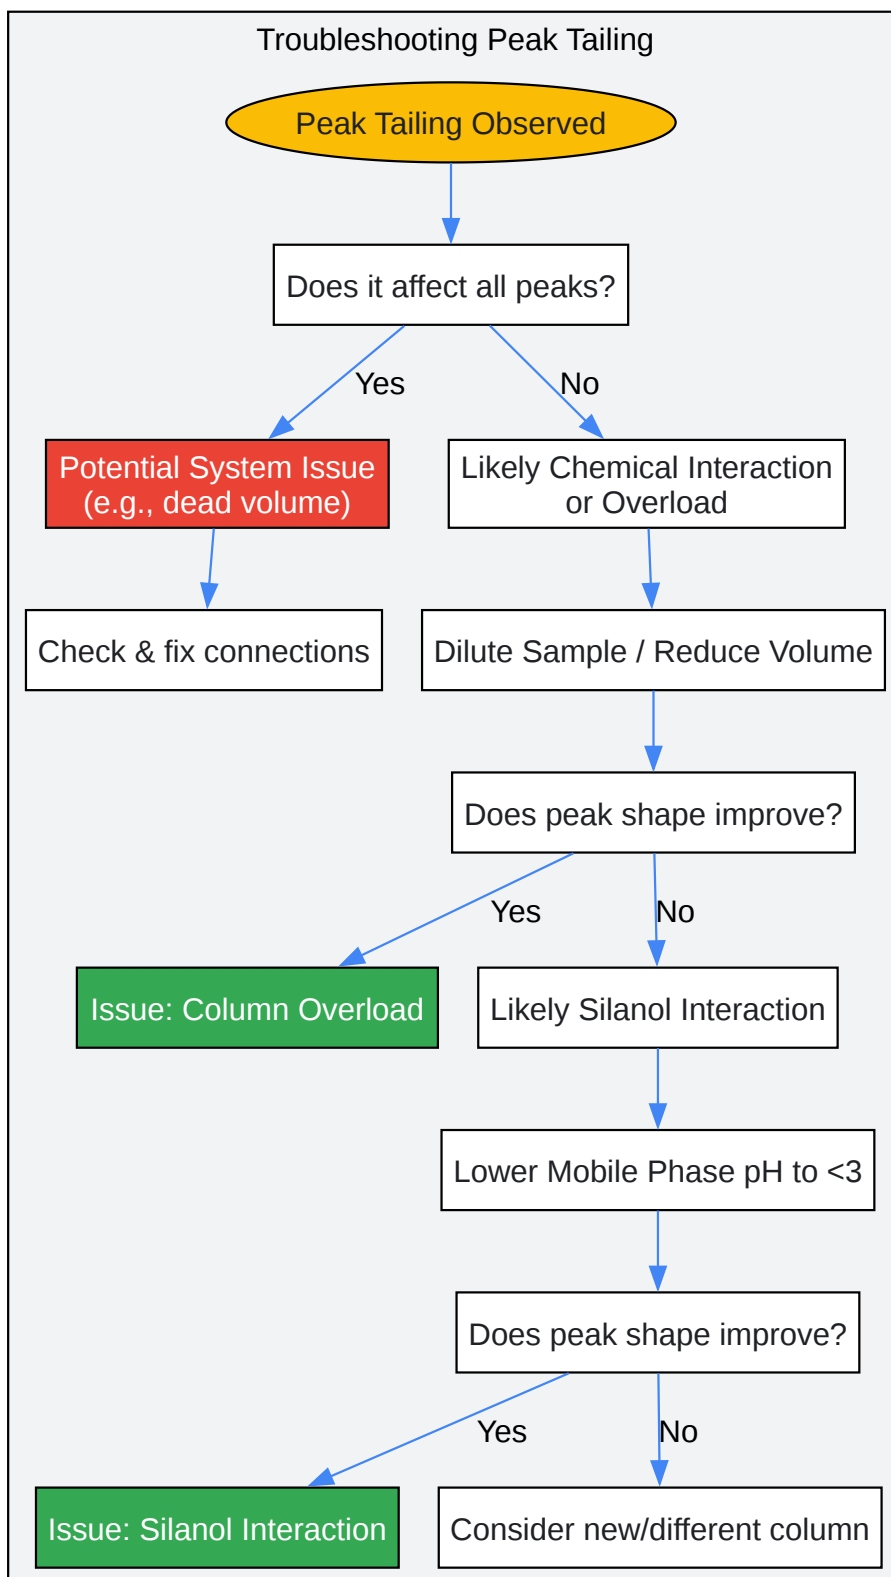 Troubleshooting Peak Tailing
Peak Tailing Observed
Does it affect all peaks?
Yes
No
Potential System Issue
(e.g., dead volume)
Likely Chemical Interaction
or Overload
Check & fix connections
Dilute Sample / Reduce Volume
Does peak shape improve?
Yes
No
Issue: Column Overload
Likely Silanol Interaction
Lower Mobile Phase pH to <3
Does peak shape improve?
Yes
No
Issue: Silanol Interaction
Consider new/different column